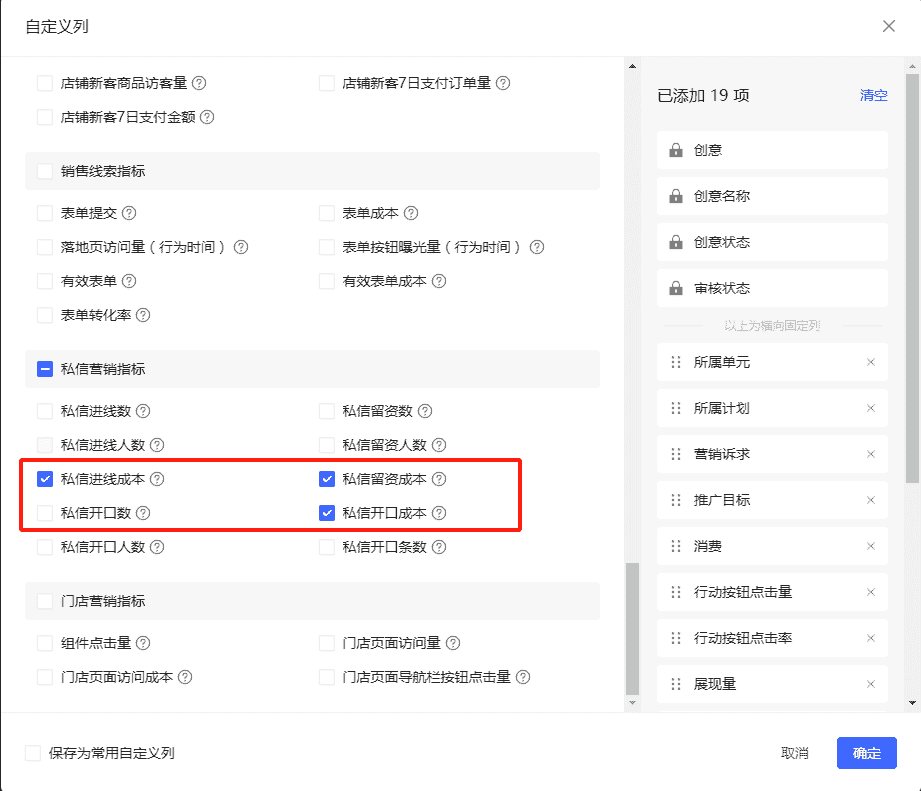 自定义列
店铺新客商品访客量 店铺新客7日支付订单量
店铺新客7日支付金额
销售线索指标
表单提交 表单成本
落地页访问量（行为时间） 表单按钮曝光量（行为时间）
有效表单 有效表单成本
表单转化率
私信营销指标
私信进线数 私信留资数
私信进线人数 私信留资人数
私信进线成本 私信留资成本
私信开口数 私信开口成本
私信开口人数 私信开口条数
门店营销指标
组件点击量 门店页面访问量
门店页面访问成本 门店页面导航栏按钮点击量
已添加 19 项 清空
创意
创意名称
创意状态
审核状态
以上为横向固定列
所属单元
所属计划
营销诉求
推广目标
消费
行动按钮点击量
行动按钮点击率
展现量
保存为常用自定义列 取消 确定